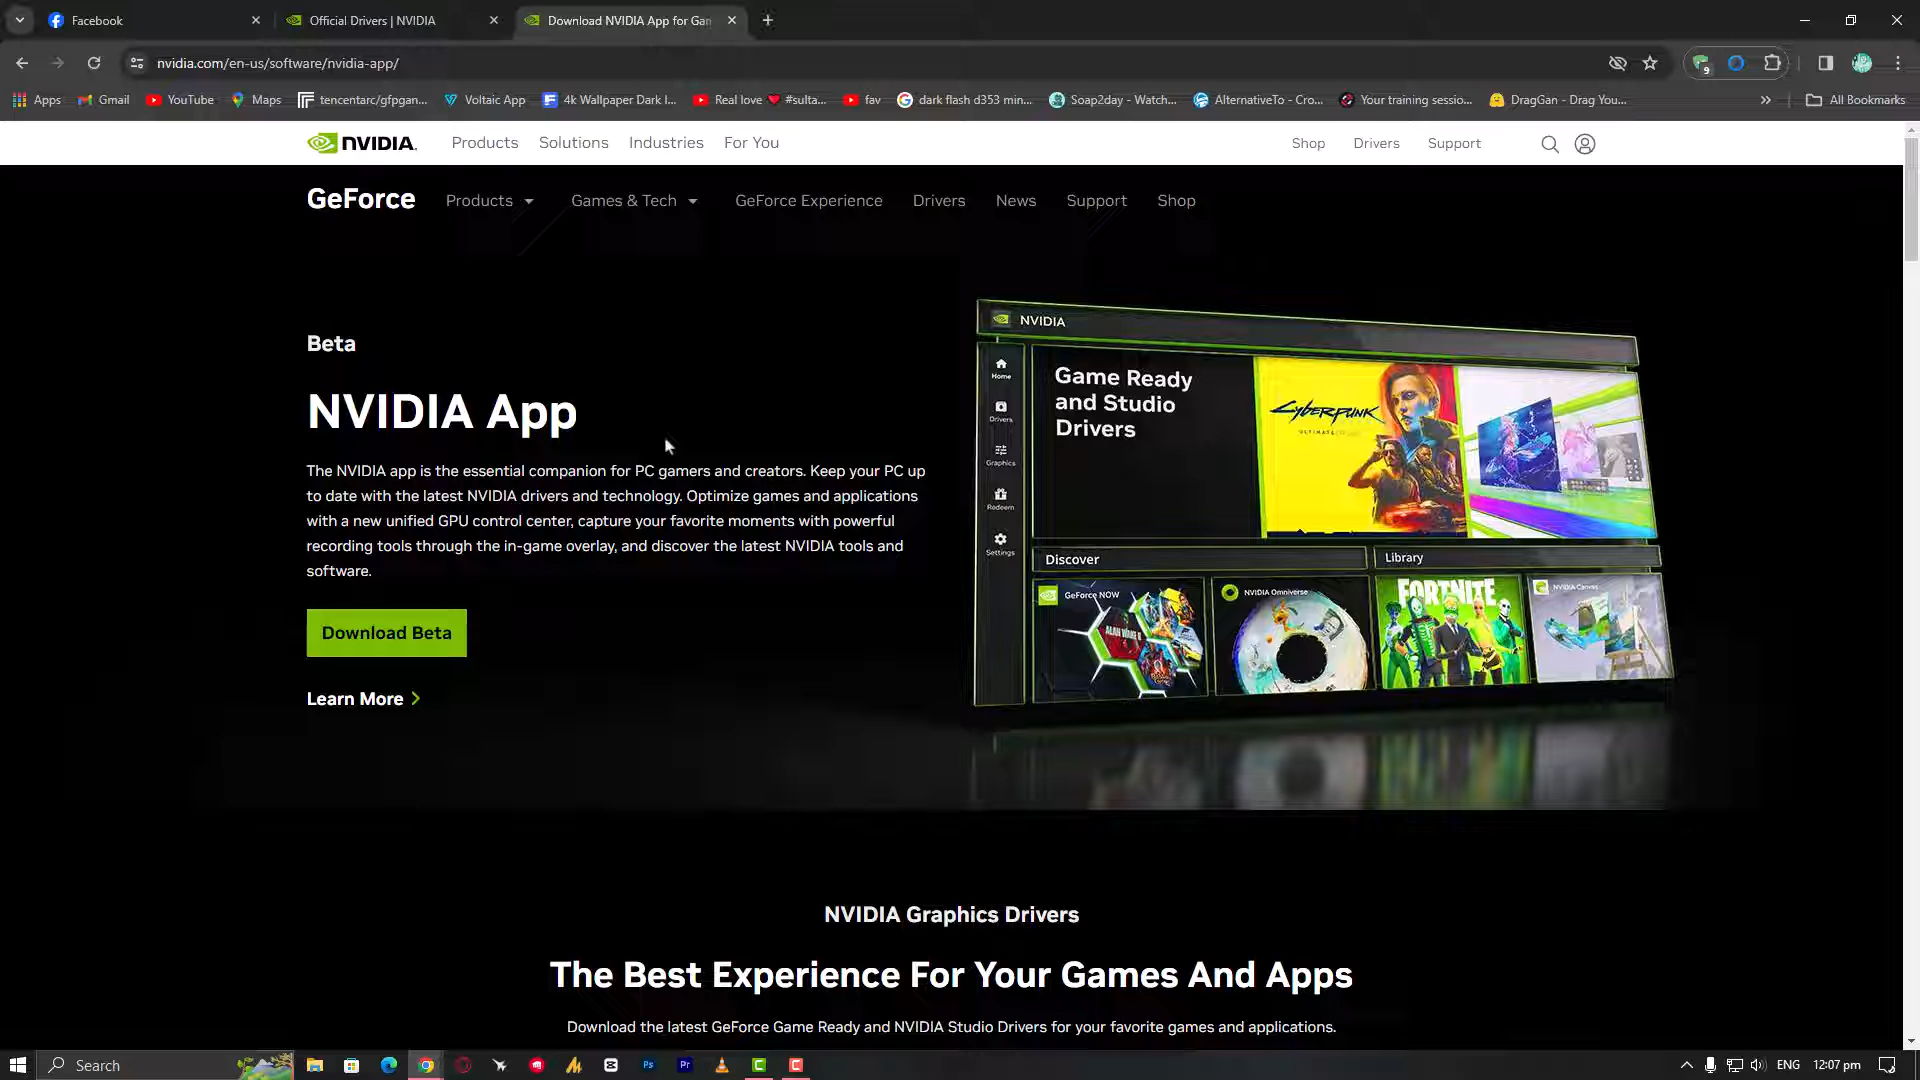 Facebook
Official Drivers | NVIDIA
Download NVIDIA App for Gam
nvidia.com/en-us/software/nvidia-app/
9
Apps
Gmail
YouTube
Maps
tencentarc/gfpgan...
Voltaic App
4k Wallpaper Dark I...
Real love ❤ #sulta...
fav
dark flash d353 min...
Soap2day - Watch...
AlternativeTo - Cro...
Your training sessio...
DragGan - Drag You...
»
All Bookmarks
NVIDIA.
Products
Solutions
Industries
For You
Shop
Drivers
Support
GeForce
Products
Games & Tech
GeForce Experience
Drivers
News
Support
Shop
Beta
NVIDIA App
The NVIDIA app is the essential companion for PC gamers and creators. Keep your PC up
to date with the latest NVIDIA drivers and technology. Optimize games and applications
with a new unified GPU control center, capture your favorite moments with powerful
recording tools through the in-game overlay, and discover the latest NVIDIA tools and
software.
Download Beta
Learn More
NVIDIA
Home
Drivers
Graphics
Redeem
Settings
Game Ready
and Studio
Drivers
CYBERPUNK
ULTIMATE
Discover
Library
GeForce NOW
ALAN WAKE II
NVIDIA Omniverse
FORTNITE
NVIDIA Canvas
NVIDIA Graphics Drivers
The Best Experience For Your Games And Apps
Download the latest GeForce Game Ready and NVIDIA Studio Drivers for your favorite games and applications.
Search
Ps
Pr
ENG
12:07 pm